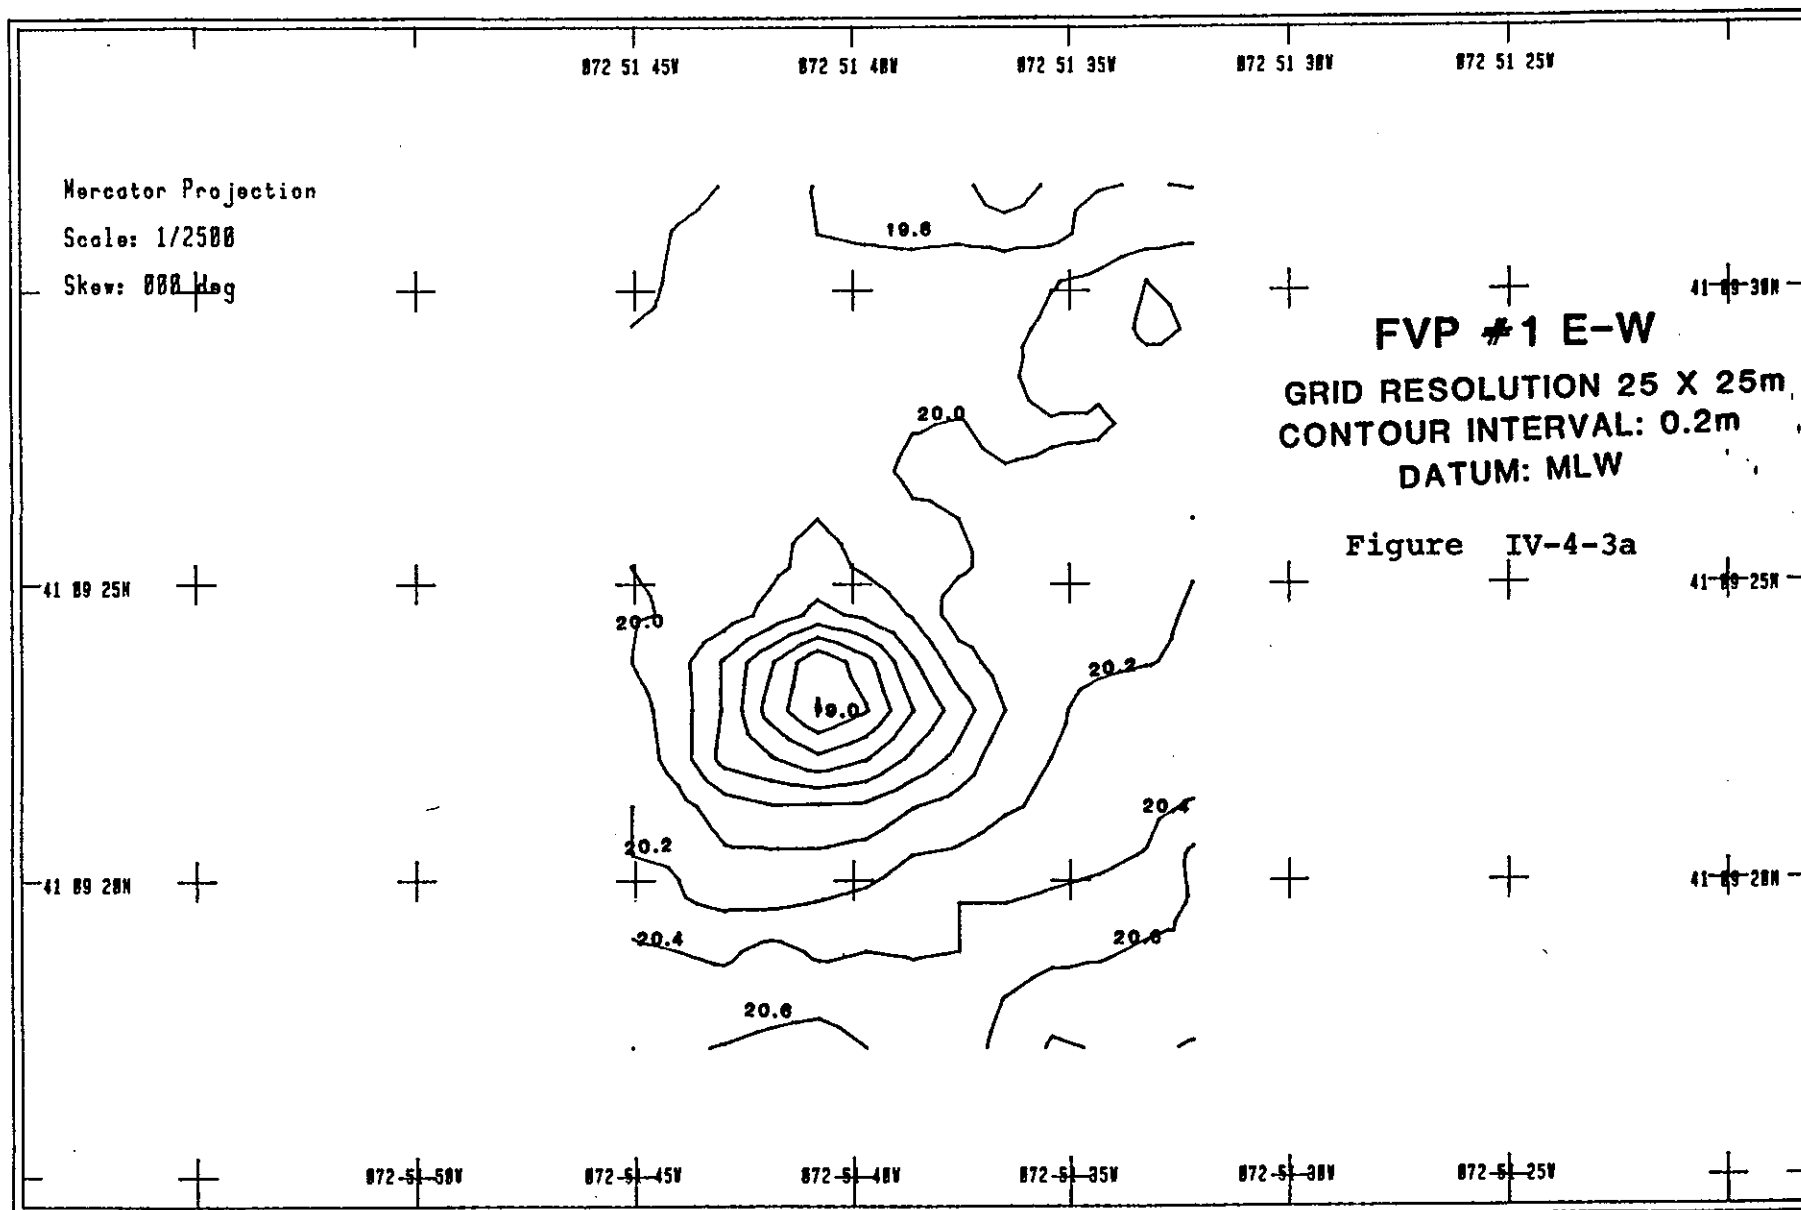 072 51 45W 072 51 40W 072 51 35W 072 51 30W 072 51 25W
Mercator Projection
Scale: 1/2500
Skew: 000 deg
19.8
41 09 30N
FVP #1 E-W
GRID RESOLUTION 25 X 25m
CONTOUR INTERVAL: 0.2m
DATUM: MLW
20.0
Figure IV-4-3a
41 09 25N
41 09 25N
20.0
20.2
19.0
20.4
20.2
41 09 20N
41 09 20N
20.4
20.6
20.6
072 51 50W 072 51 45W 072 51 40W 072 51 35W 072 51 30W 072 51 25W